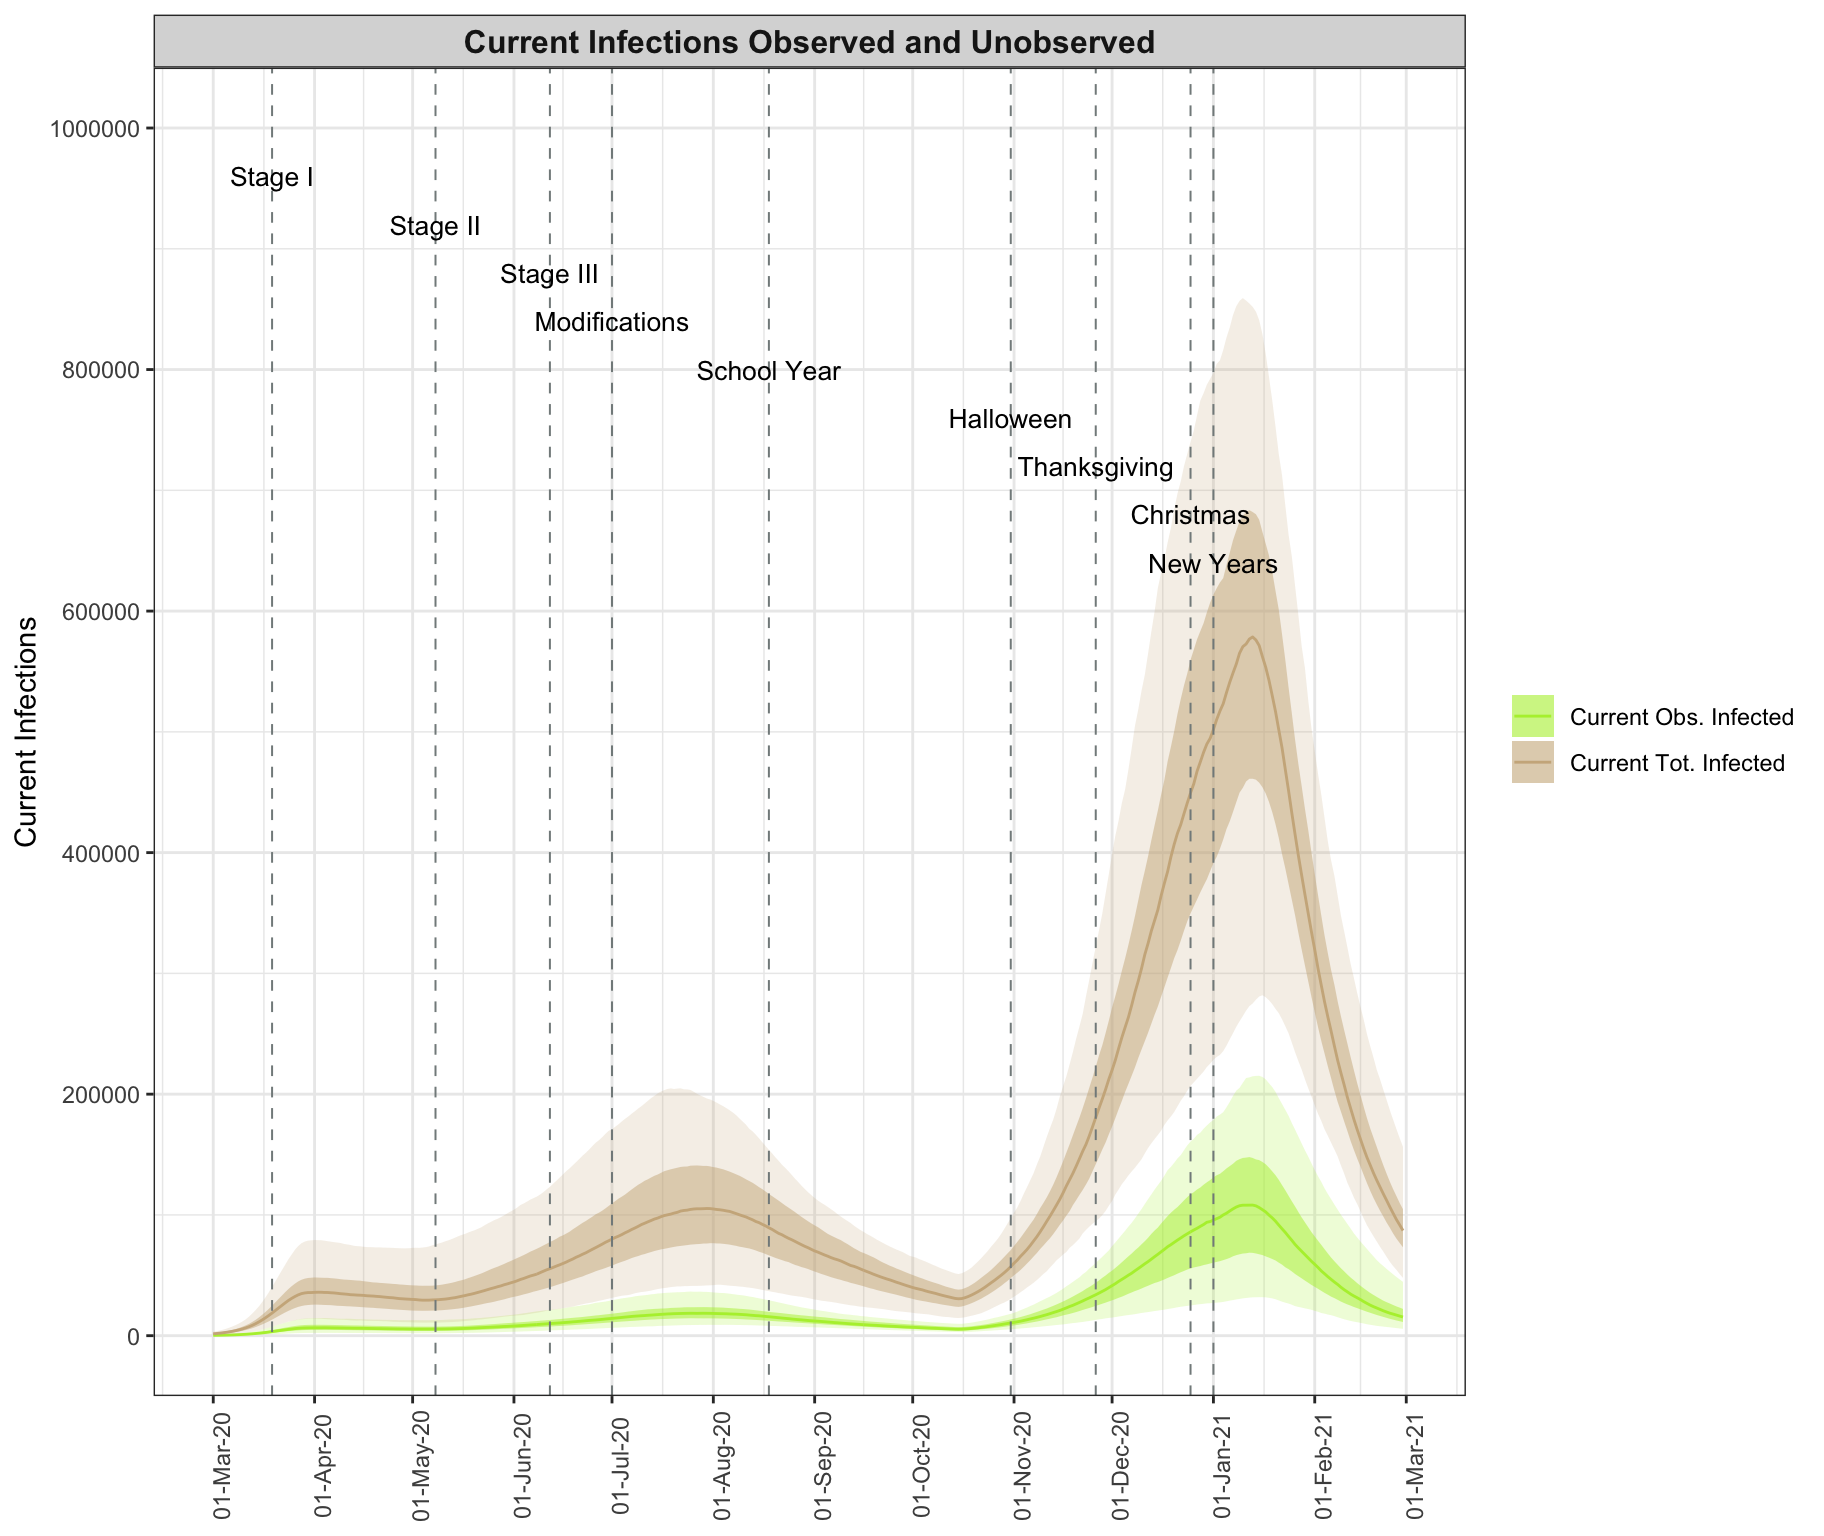 Current Infections Observed and Unobserved
1000000
Stage I
Stage II
Stage III
Modifications
800000
School Year
Halloween
Thanksgiving
Christmas
New Years
600000
Current Infections
Current Obs. Infected
Current Tot. Infected
400000
200000
0
01-Mar-20
01-Apr-20
01-May-20
01-Jun-20
01-Jul-20
01-Aug-20
01-Sep-20
01-Oct-20
01-Nov-20
01-Dec-20
01-Jan-21
01-Feb-21
01-Mar-21